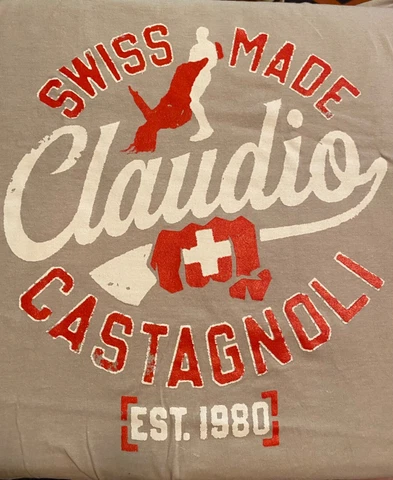 SWISS MADE
Claudio
CASTAGNOLI
[EST. 1980]